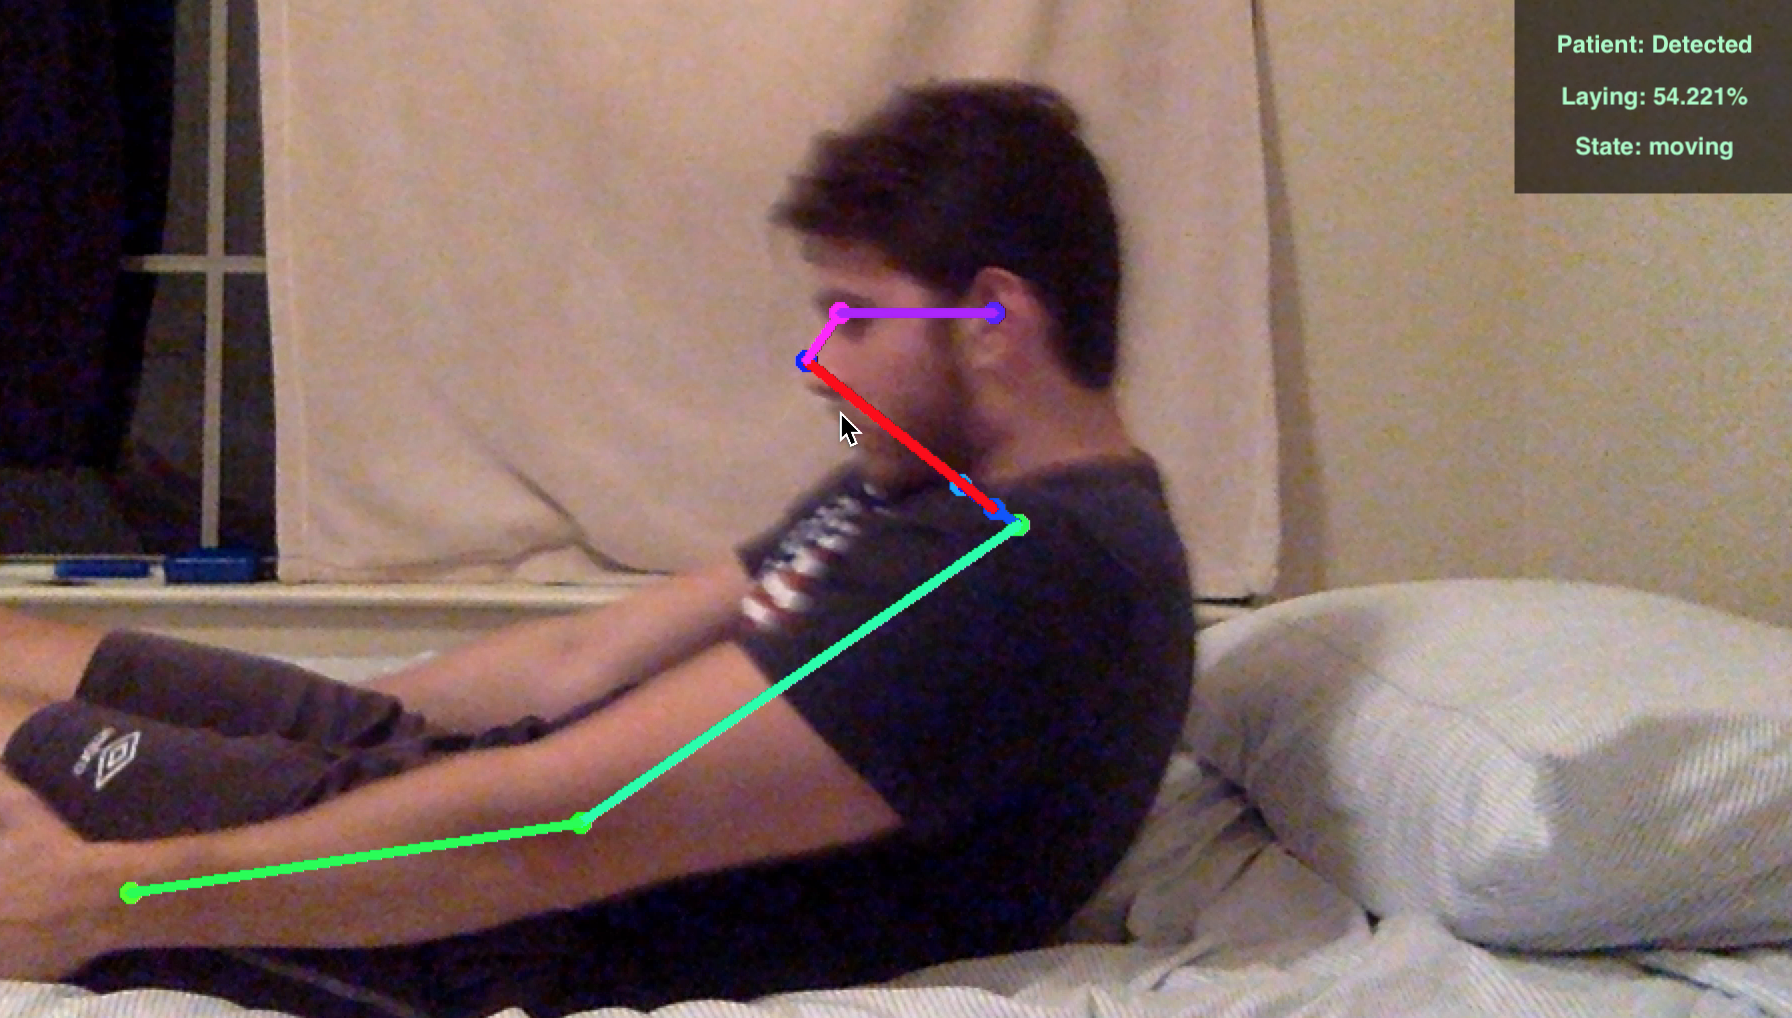 Patient: Detected
Laying: 54.221%
State: moving